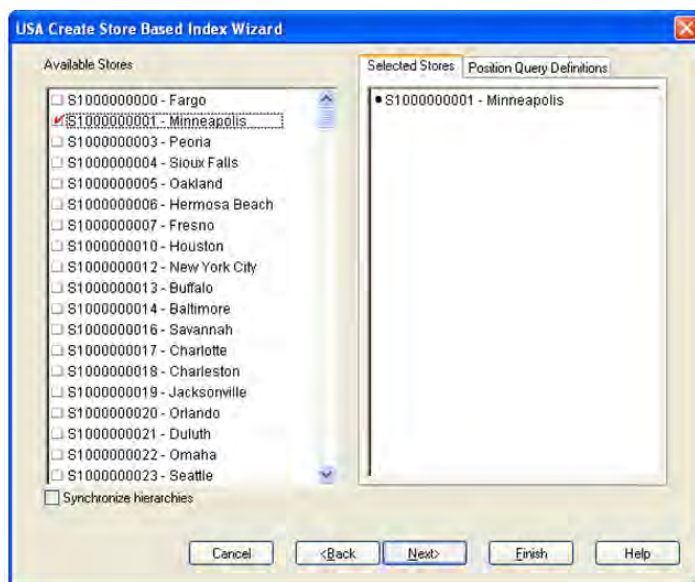 USA Create Store Based Index Wizard
Available Stores
S1000000000 - Fargo
S1000000001 - Minneapolis
S1000000003 - Peoria
S1000000004 - Sioux Falls
S1000000005 - Oakland
S1000000006 - Hermosa Beach
S1000000007 - Fresno
S1000000010 - Houston
S1000000012 - New York City
S1000000013 - Buffalo
S1000000014 - Baltimore
S1000000016 - Savannah
S1000000017 - Charlotte
S1000000018 - Charleston
S1000000019 - Jacksonville
S1000000020 - Orlando
S1000000021 - Duluth
S1000000022 - Omaha
S1000000023 - Seattle
Synchronize hierarchies
Selected Stores
Position Query Definitions
S1000000001 - Minneapolis
Cancel
<Back
Next>
Finish
Help